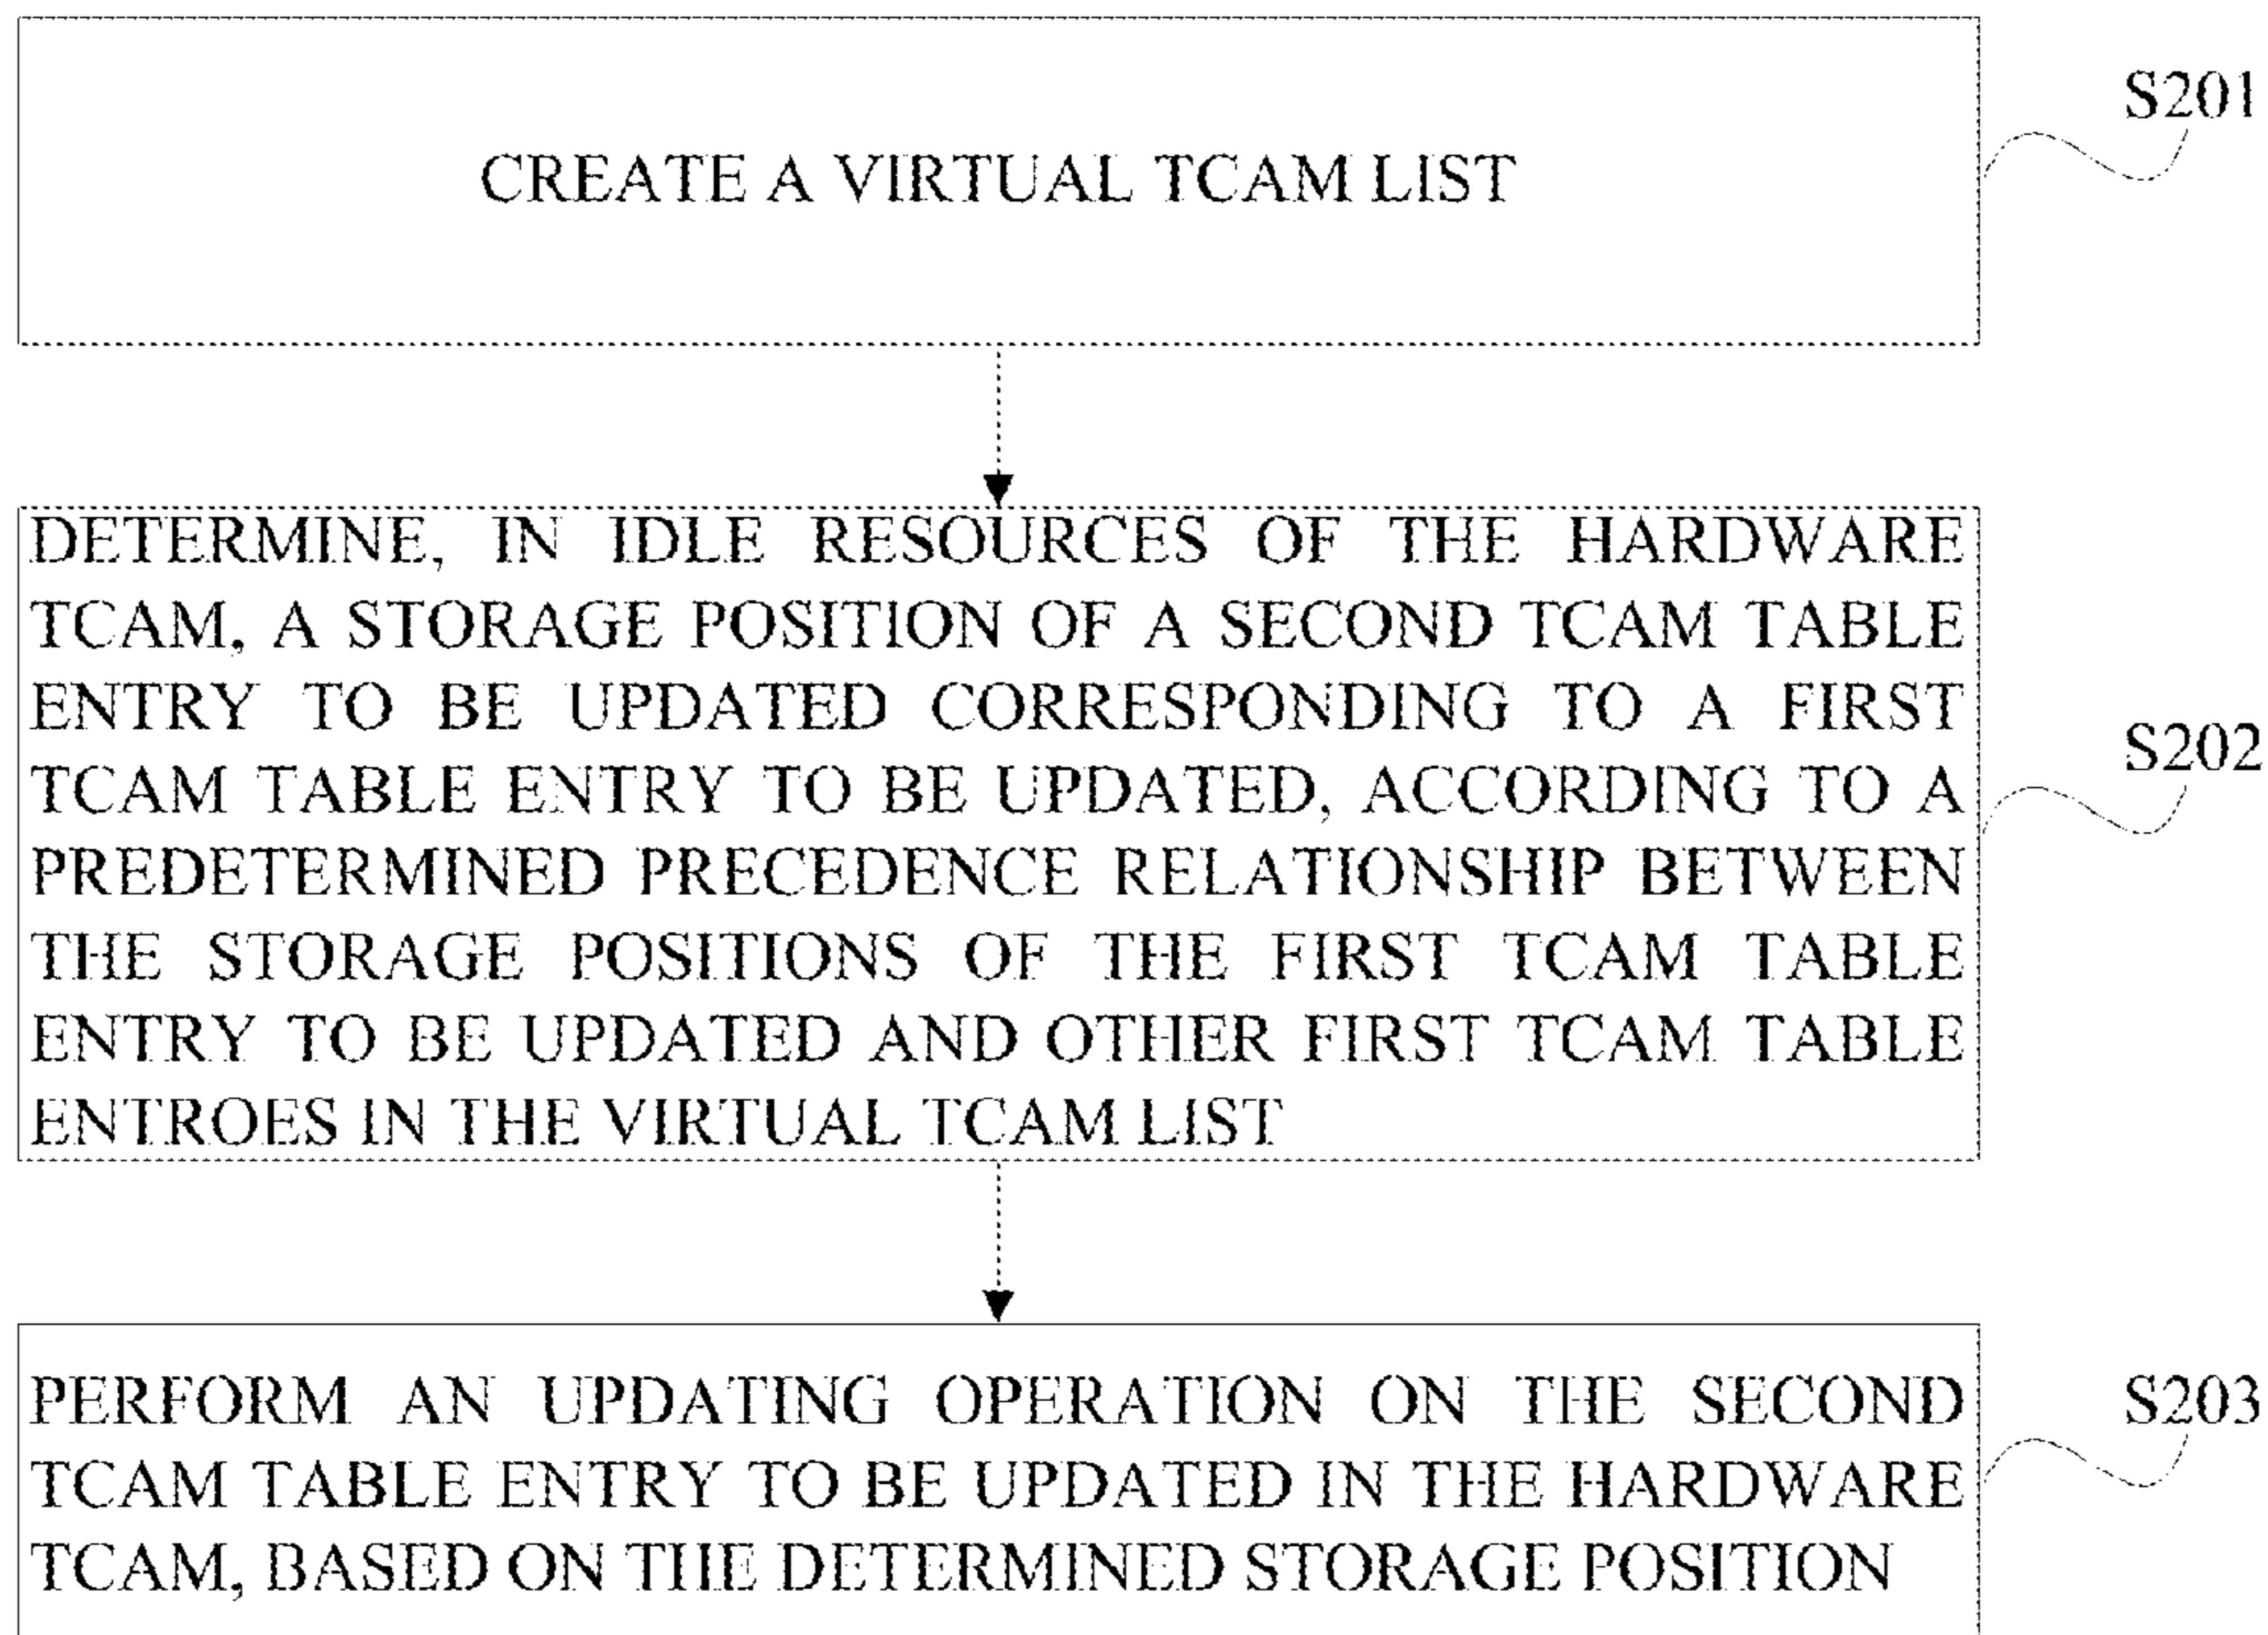 CREATE A VIRTUAL TCAM LIST
S201
DETERMINE, IN IDLE RESOURCES OF THE HARDWARE
TCAM, A STORAGE POSITION OF A SECOND TCAM TABLE
ENTRY TO BE UPDATED CORRESPONDING TO A FIRST
TCAM TABLE ENTRY TO BE UPDATED, ACCORDING TO A
PREDETERMINED PRECEDENCE RELATIONSHIP BETWEEN
THE STORAGE POSITIONS OF THE FIRST TCAM TABLE
ENTRY TO BE UPDATED AND OTHER FIRST TCAM TABLE
ENTROES IN THE VIRTUAL TCAM LIST
S202
PERFORM AN UPDATING OPERATION ON THE SECOND
TCAM TABLE ENTRY TO BE UPDATED IN THE HARDWARE
TCAM, BASED ON THE DETERMINED STORAGE POSITION
S203